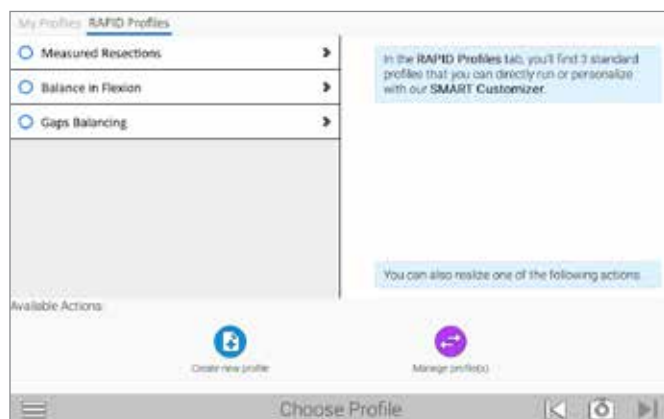 My Profiles RAPID Profiles
Measured Resections
Balance in Flexion
Gaps Balancing
In the RAPID Profiles tab, you'll find 3 standard
profiles that you can directly run or personalize
with our SMART Customizer.
You can also realize one of the following actions
Available Actions:
Create new profile
Manage profile(s)
Choose Profile